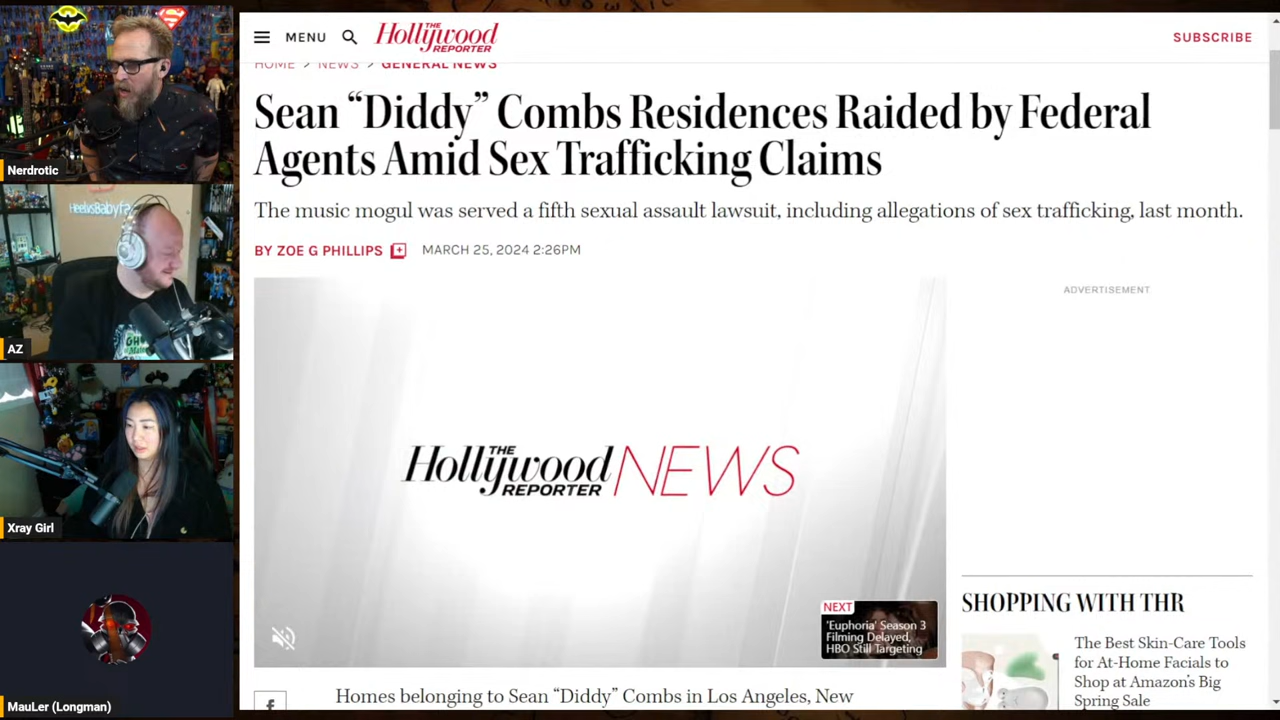 Nerdrotic
HeelvsBabyfa
AZ
Xray Girl
MauLer (Longman)
MENU
THE
Hollywood
REPORTER
SUBSCRIBE
HOME > NEWS > GENERAL NEWS
Sean “Diddy” Combs Residences Raided by Federal
Agents Amid Sex Trafficking Claims
The music mogul was served a fifth sexual assault lawsuit, including allegations of sex trafficking, last month.
BY ZOE G PHILLIPS MARCH 25, 2024 2:26PM
ADVERTISEMENT
THE
Hollywood NEWS
REPORTER
NEXT
'Euphoria' Season 3
Filming Delayed,
HBO Still Targeting
SHOPPING WITH THR
The Best Skin-Care Tools
for At-Home Facials to
Shop at Amazon's Big
Spring Sale
f
Homes belonging to Sean “Diddy” Combs in Los Angeles, New